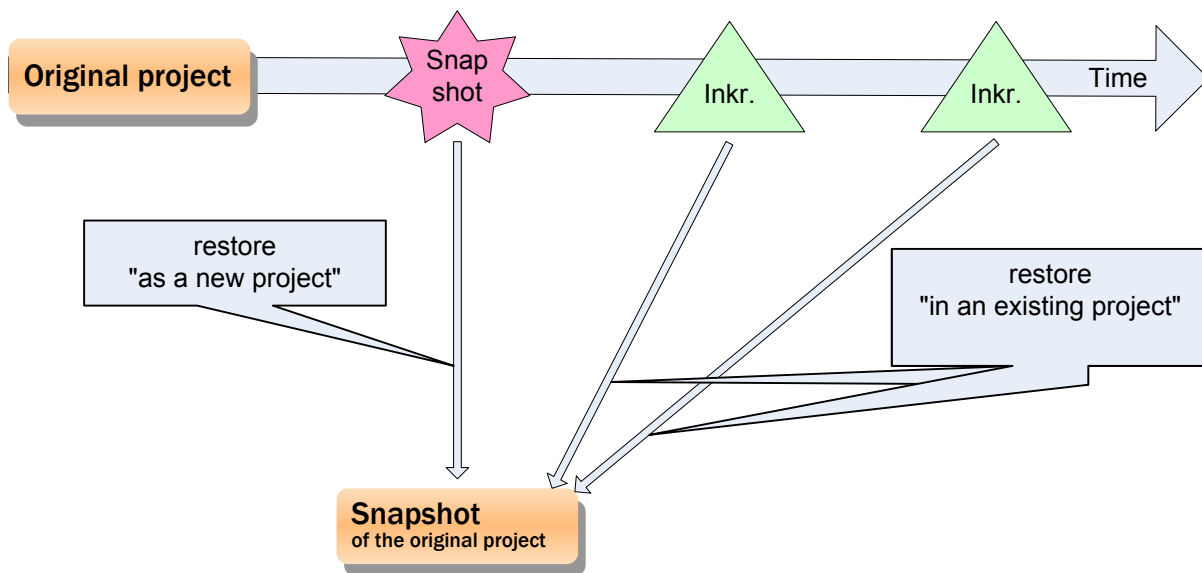 Original project
Snap
shot
Inkr.
Inkr.
Time
restore
"as a new project"
restore
"in an existing project"
Snapshot
of the original project